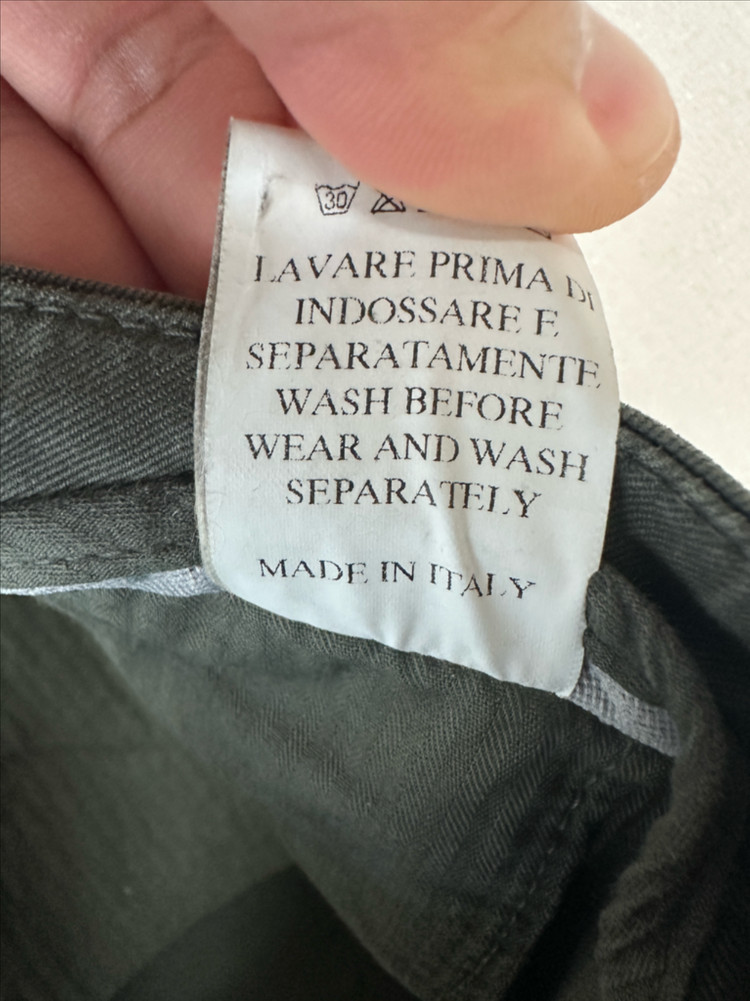 30
LAVARE PRIMA DI
INDOSSARE E
SEPARATAMENTE
WASH BEFORE
WEAR AND WASH
SEPARATELY
MADE IN ITALY